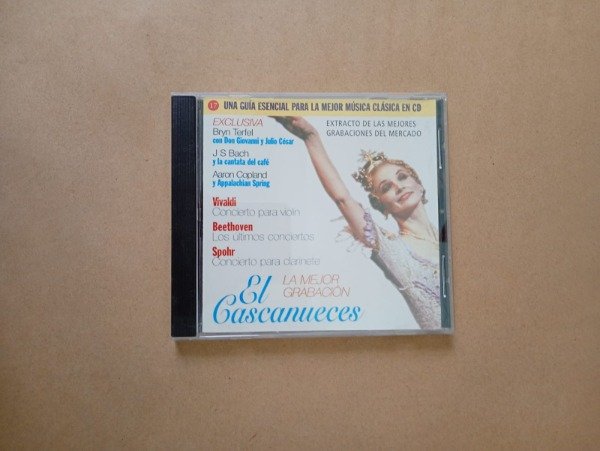 17 UNA GUÍA ESENCIAL PARA LA MEJOR MÚSICA CLÁSICA EN CD
EXCLUSIVA
Bryn Terfel
con Don Giovanni y Julio César
J S Bach
y la cantata del café
Aaron Copland
y Appalachian Spring
Vivaldi
Concierto para violín
Beethoven
Los últimos conciertos
Spohr
Concierto para clarinete
EXTRACTO DE LAS MEJORES
GRABACIONES DEL MERCADO
LA MEJOR
GRABACIÓN
El
Cascanueces